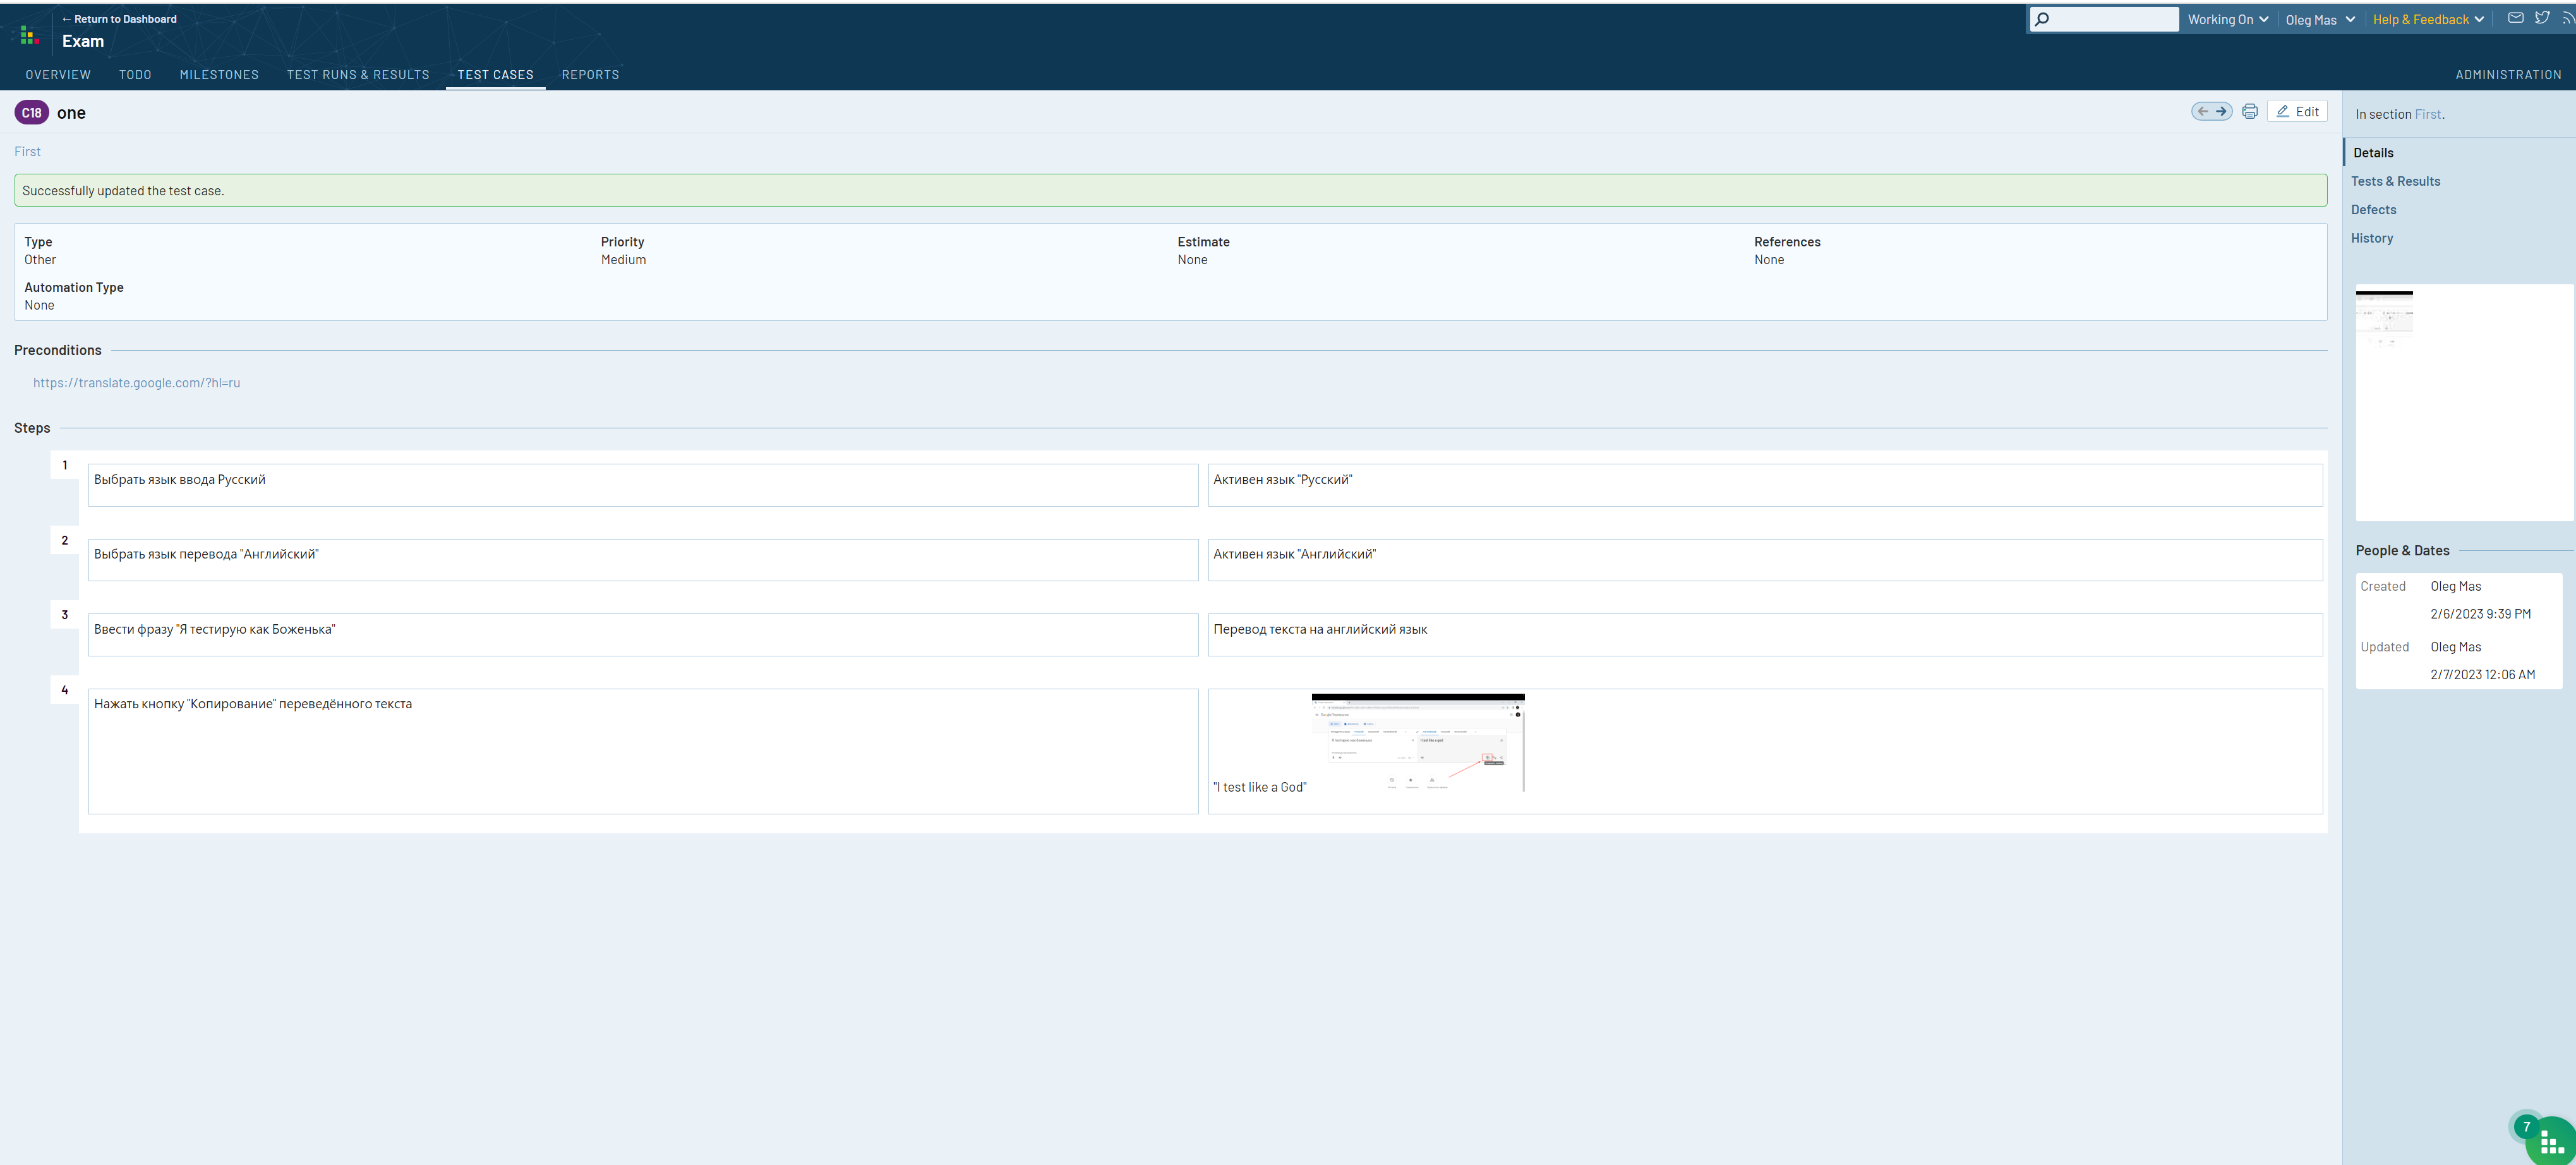 ← Return to Dashboard
Exam
Working On
Oleg Mas
Help & Feedback
OVERVIEW TODO MILESTONES TEST RUNS & RESULTS TEST CASES REPORTS ADMINISTRATION
C18 one
Edit
In section First.
First
Details
Tests & Results
Defects
History
Successfully updated the test case.
Type Priority Estimate References
Other Medium None None
Automation Type
None
Preconditions
https://translate.google.com/?hl=ru
Steps
1
Выбрать язык ввода Русский
Активен язык "Русский"
2
Выбрать язык перевода "Английский"
Активен язык "Английский"
3
Ввести фразу "Я тестирую как Боженька"
Перевод текста на английский язык
4
Нажать кнопку "Копирование" переведённого текста
"I test like a God"
People & Dates
Created Oleg Mas
2/6/2023 9:39 PM
Updated Oleg Mas
2/7/2023 12:06 AM
7